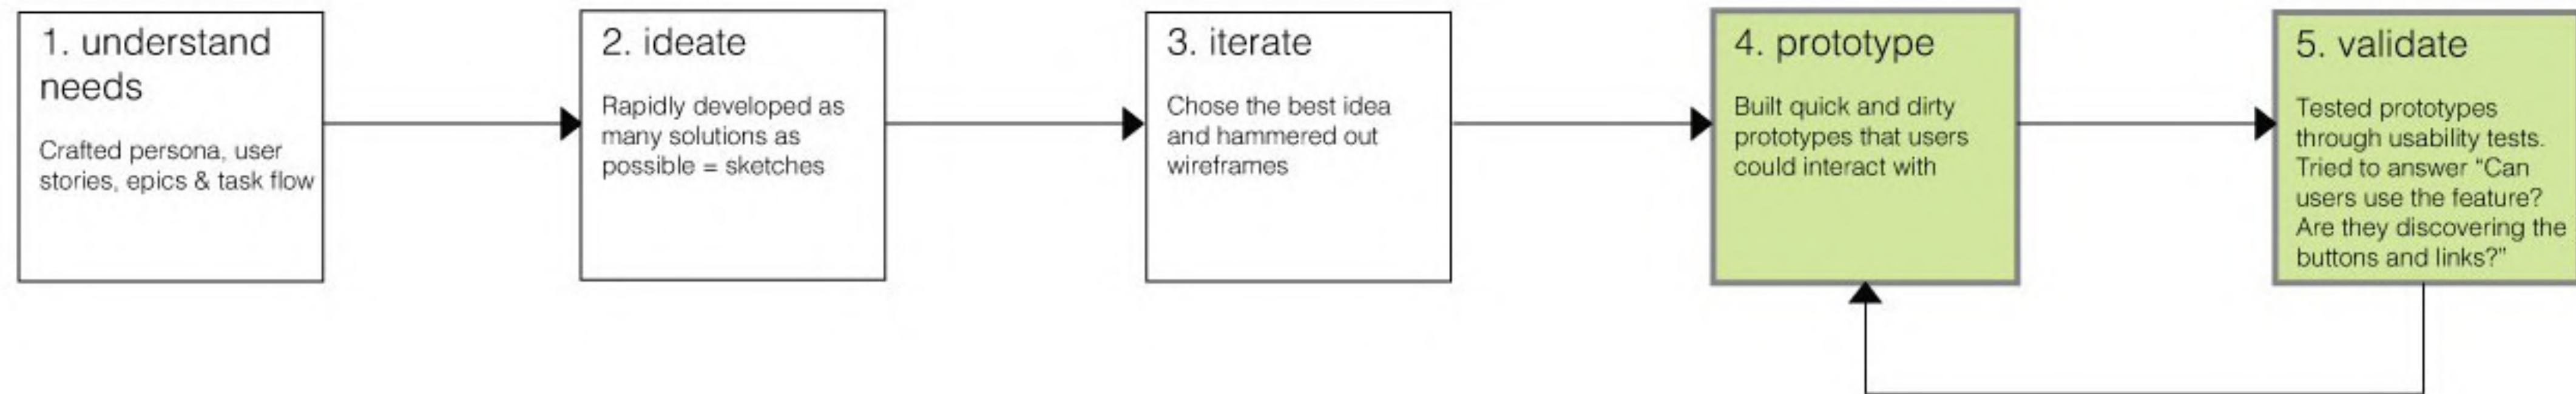 1. understand
needs
Crafted persona, user
stories, epics & task flow
2. ideate
Rapidly developed as
many solutions as
possible = sketches
3. iterate
Chose the best idea
and hammered out
wireframes
4. prototype
Built quick and dirty
prototypes that users
could interact with
5. validate
Tested prototypes
through usability tests.
Tried to answer “Can
users use the feature?
Are they discovering the
buttons and links?”